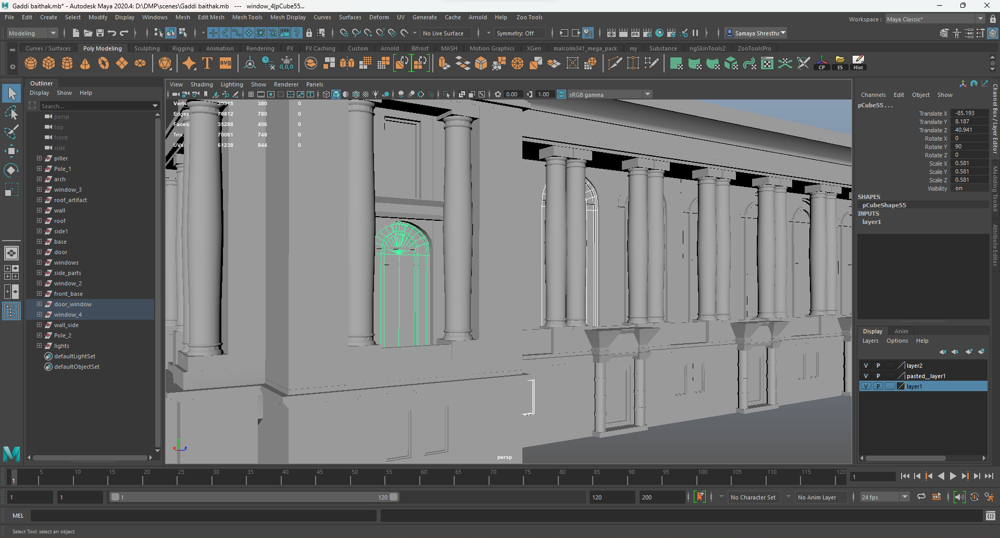 Gaddi baithak.mb* - Autodesk Maya 2020.4: D:\DMP\scenes\Gaddi baithak.mb   ---   window_4|pCube55...
File Edit Create Select Modify Display Windows Mesh Edit Mesh Mesh Tools Mesh Display Curves Surfaces Deform UV Generate Cache Arnold Help Zoo Tools
Workspace : Maya Classic*
Modeling No Live Surface Symmetry: Off Samaya Shrestha
Curves / Surfaces Poly Modeling Sculpting Rigging Animation Rendering FX FX Caching Custom Arnold Bifrost MASH Motion Graphics XGen malcolm341_mega_pack my Substance ngSkinTools2 ZooToolsPro
SVG 0,0,0 CP ES Hist
Outliner
Display Show Help
Search...
persp
top
front
side
piller
Pole_1
arch
window_3
roof_artifact
wall
roof
side1
base
door
windows
side_parts
window_2
front_base
door_window
window_4
wall_side
Pole_2
lights
defaultLightSet
defaultObjectSet
View Shading Lighting Show Renderer Panels
0.00 1.00 ON sRGB gamma
Verts: 35315 380 0
Edges: 70812 780 0
Faces: 35288 406 0
Tris: 70061 748 0
UVs: 61238 844 0
y
x z
persp
Channels Edit Object Show
pCube55 . . .
Translate X -85.193
Translate Y 8.187
Translate Z 40.941
Rotate X 0
Rotate Y 90
Rotate Z 0
Scale X 0.581
Scale Y 0.581
Scale Z 0.581
Visibility on
SHAPES
pCubeShape55
INPUTS
layer1
Channel Box / Layer Editor
Modeling Toolkit
Attribute Editor
Display Anim
Layers Options Help
V P layer2
V P pasted__layer1
V P layer1
1 5 10 15 20 25 30 35 40 45 50 55 60 65 70 75 80 85 90 95 100 105 110 115 120 1
1 1 1 120 120 200 No Character Set No Anim Layer 24 fps
MEL
Select Tool: select an object